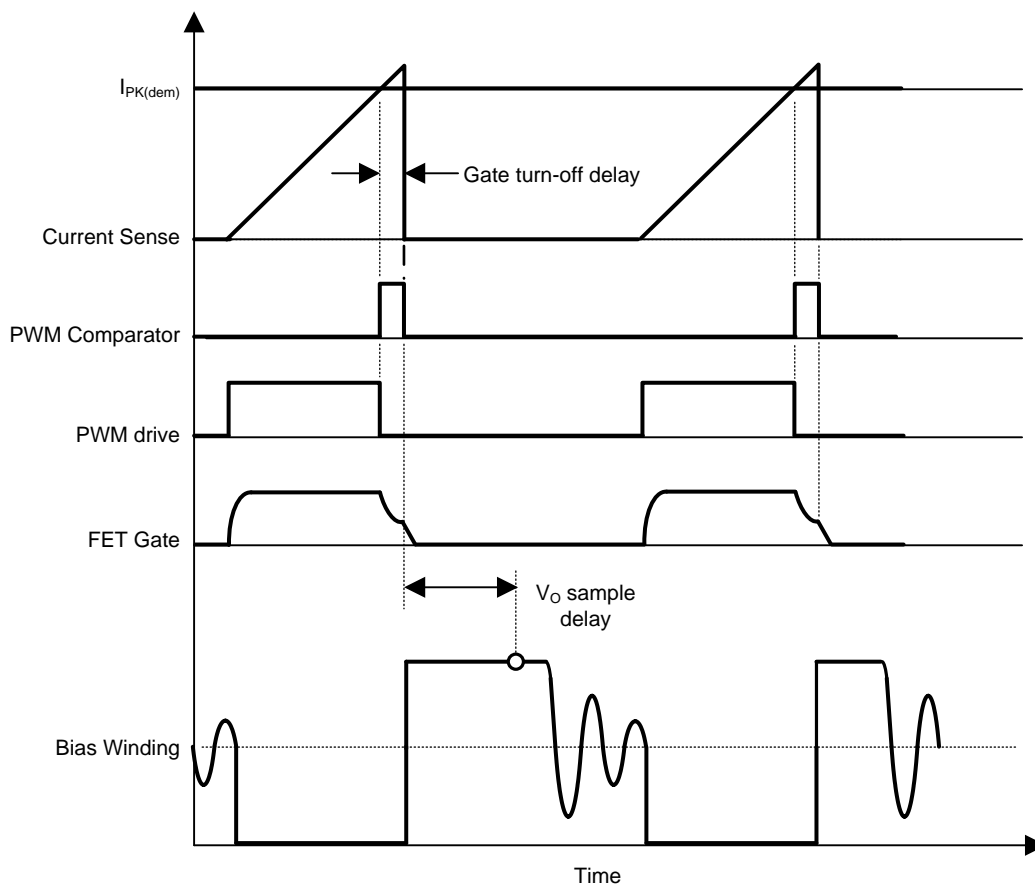 I_PK(dem)
Gate turn-off delay
Current Sense
PWM Comparator
PWM drive
FET Gate
V_O sample
delay
Bias Winding
Time